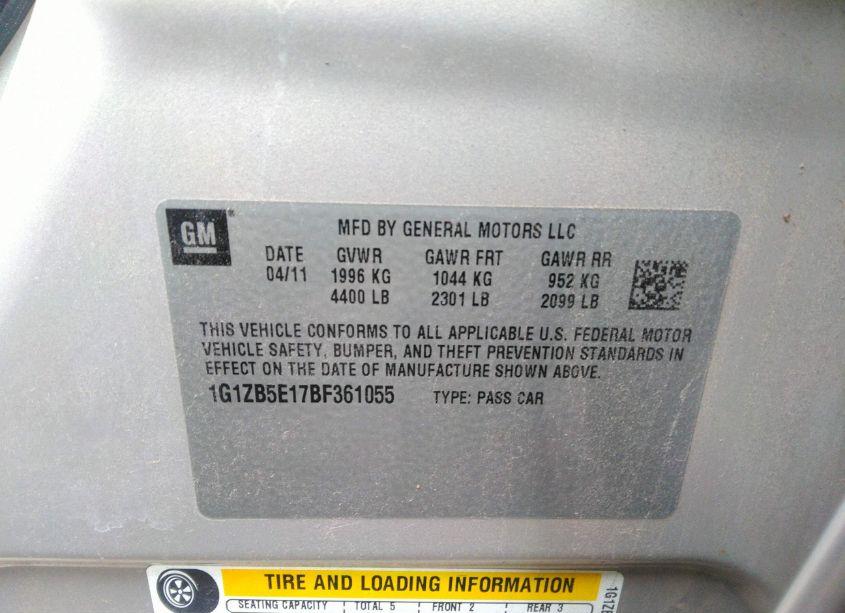 GM
MFD BY GENERAL MOTORS LLC
DATE GVWR GAWR FRT GAWR RR
04/11 1996 KG 1044 KG 952 KG
4400 LB 2301 LB 2099 LB
THIS VEHICLE CONFORMS TO ALL APPLICABLE U.S. FEDERAL MOTOR
VEHICLE SAFETY, BUMPER, AND THEFT PREVENTION STANDARDS IN
EFFECT ON THE DATE OF MANUFACTURE SHOWN ABOVE.
1G1ZB5E17BF361055 TYPE: PASS CAR
TIRE AND LOADING INFORMATION
SEATING CAPACITY TOTAL 5 FRONT 2 REAR 3